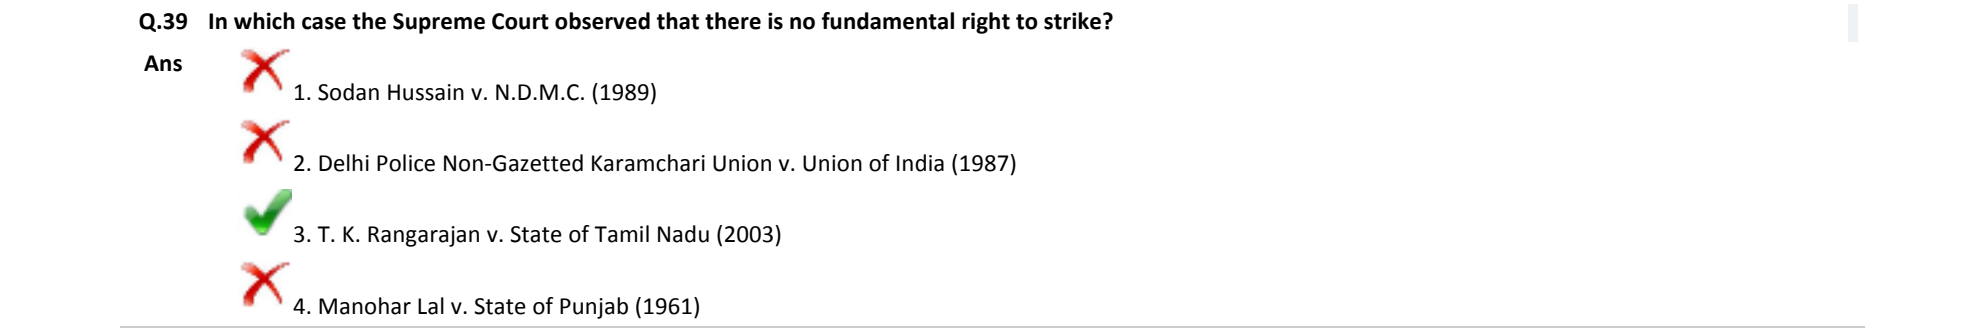 Q.39 In which case the Supreme Court observed that there is no fundamental right to strike?
Ans
1. Sodan Hussain v. N.D.M.C. (1989)
2. Delhi Police Non-Gazetted Karamchari Union v. Union of India (1987)
3. T. K. Rangarajan v. State of Tamil Nadu (2003)
4. Manohar Lal v. State of Punjab (1961)